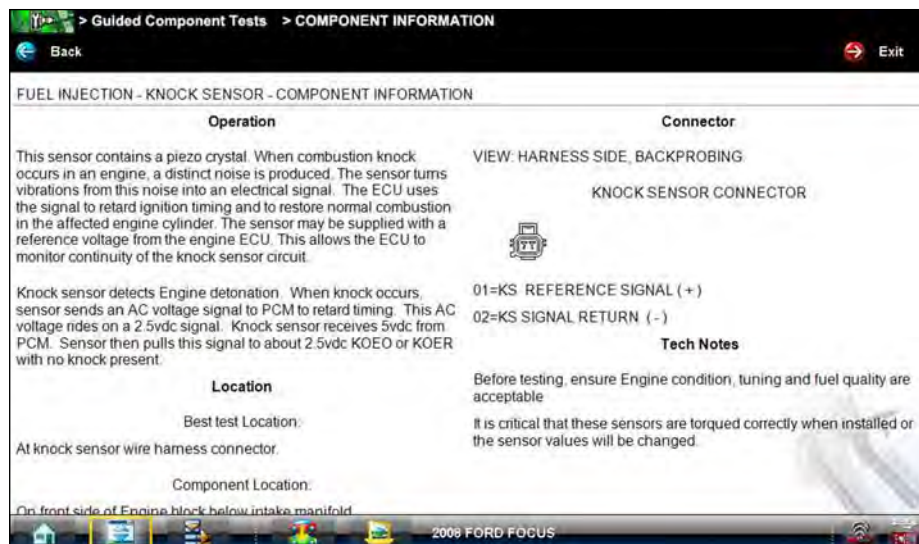 > Guided Component Tests > COMPONENT INFORMATION
Back
Exit
FUEL INJECTION - KNOCK SENSOR - COMPONENT INFORMATION
Operation
This sensor contains a piezo crystal. When combustion knock
occurs in an engine, a distinct noise is produced. The sensor turns
vibrations from this noise into an electrical signal. The ECU uses
the signal to retard ignition timing and to restore normal combustion
in the affected engine cylinder. The sensor may be supplied with a
reference voltage from the engine ECU. This allows the ECU to
monitor continuity of the knock sensor circuit.
Knock sensor detects Engine detonation. When knock occurs,
sensor sends an AC voltage signal to PCM to retard timing. This AC
voltage rides on a 2.5vdc signal. Knock sensor receives 5vdc from
PCM. Sensor then pulls this signal to about 2.5vdc KOEO or KOER
with no knock present.
Location
Best test Location:
At knock sensor wire harness connector.
Component Location:
On front side of Engine block below intake manifold
Connector
VIEW: HARNESS SIDE, BACKPROBING
KNOCK SENSOR CONNECTOR
01=KS REFERENCE SIGNAL (+)
02=KS SIGNAL RETURN (-)
Tech Notes
Before testing, ensure Engine condition, tuning and fuel quality are
acceptable
It is critical that these sensors are torqued correctly when installed or
the sensor values will be changed.
2008 FORD FOCUS